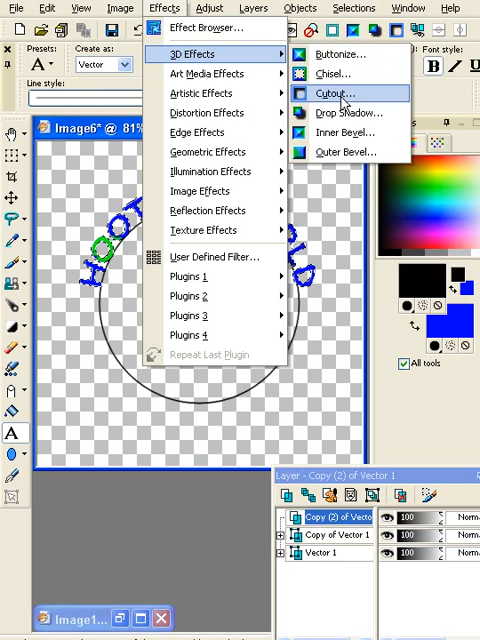 File Edit View Image Effects Adjust Layers Objects Selections Window Help
Presets: Create as: Font style:
A Vector B U
Line style:
Effect Browser...
3D Effects
Art Media Effects
Artistic Effects
Distortion Effects
Edge Effects
Geometric Effects
Illumination Effects
Image Effects
Reflection Effects
Texture Effects
User Defined Filter...
Plugins 1
Plugins 2
Plugins 3
Plugins 4
Repeat Last Plugin
Buttonize...
Chisel...
Cutout...
Drop Shadow...
Inner Bevel...
Outer Bevel...
Image6* @ 81%
HOOT
LD
All tools
A
Layer - Copy (2) of Vector 1
Copy (2) of Vecto 100 Norm
Copy of Vector 1 100 Norma
Vector 1 100 Norma
Image1...